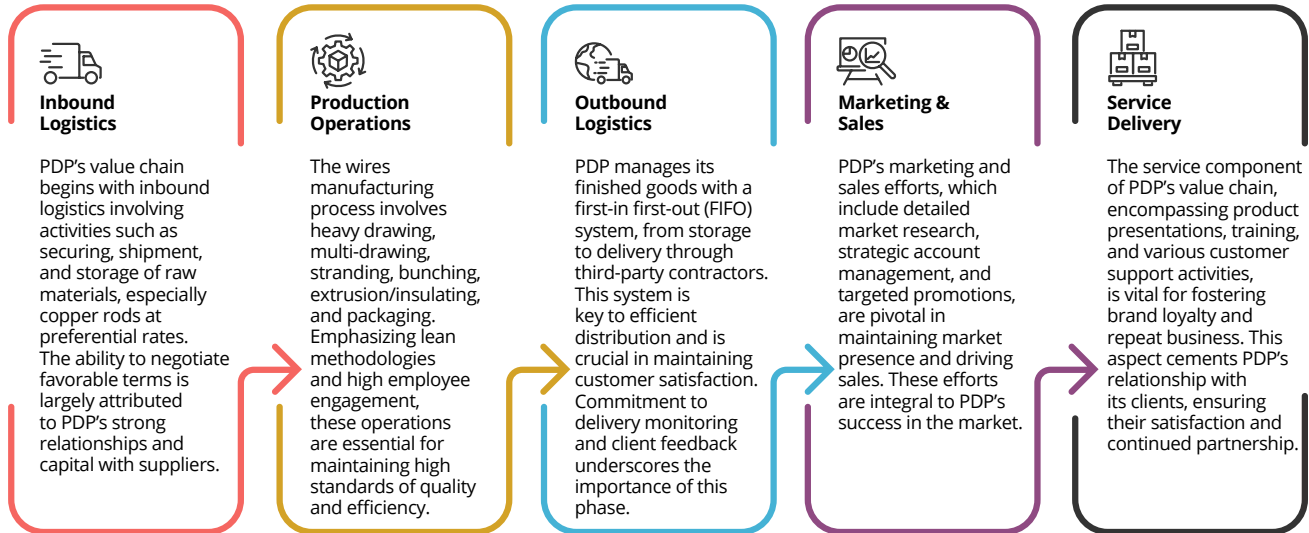 Inbound
Logistics
PDP's value chain
begins with inbound
logistics involving
activities such as
securing, shipment,
and storage of raw
materials, especially
copper rods at
preferential rates.
The ability to negotiate
favorable terms is
largely attributed
to PDP's strong
relationships and
capital with suppliers.
Production
Operations
The wires
manufacturing
process involves
heavy drawing,
multi-drawing,
stranding, bunching,
extrusion/insulating,
and packaging.
Emphasizing lean
methodologies
and high employee
engagement,
these operations
are essential for
maintaining high
standards of quality
and efficiency.
Outbound
Logistics
PDP manages its
finished goods with a
first-in first-out (FIFO)
system, from storage
to delivery through
third-party contractors.
This system is
key to efficient
distribution and is
crucial in maintaining
customer satisfaction.
Commitment to
delivery monitoring
and client feedback
underscores the
importance of this
phase.
Marketing &
Sales
PDP's marketing and
sales efforts, which
include detailed
market research,
strategic account
management, and
targeted promotions,
are pivotal in
maintaining market
presence and driving
sales. These efforts
are integral to PDP's
success in the market.
Service
Delivery
The service component
of PDP's value chain,
encompassing product
presentations, training,
and various customer
support activities,
is vital for fostering
brand loyalty and
repeat business. This
aspect cements PDP's
relationship with
its clients, ensuring
their satisfaction and
continued partnership.